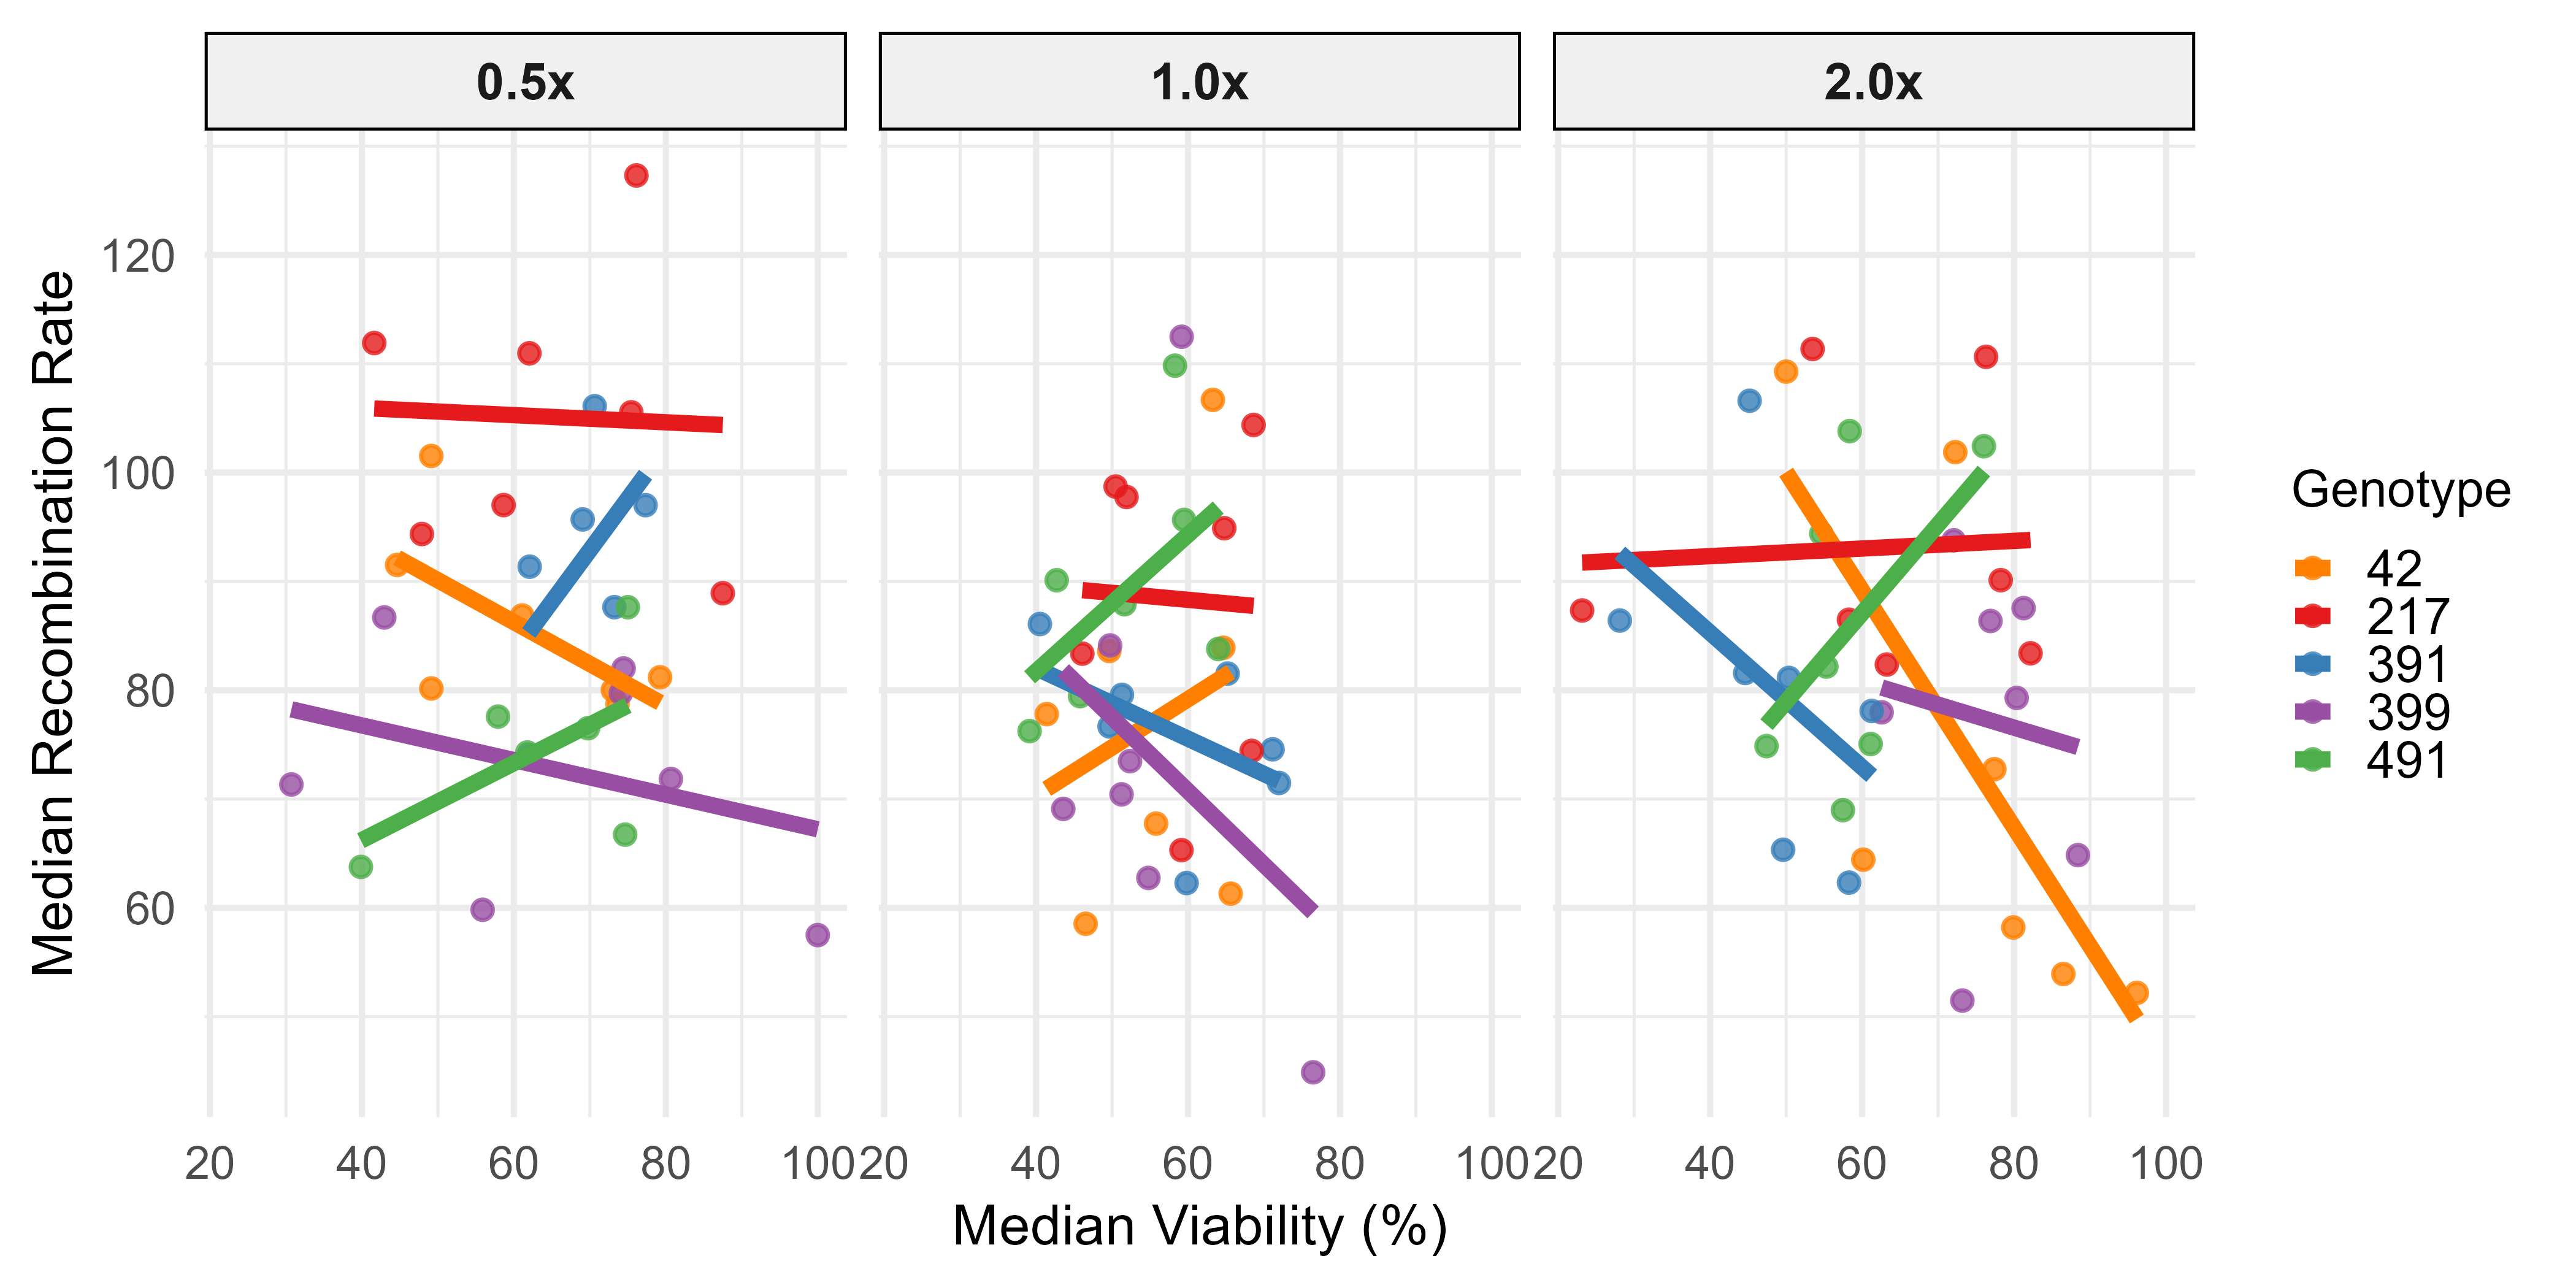 0.5x 1.0x 2.0x
Median Recombination Rate
120
100
80
60
20 40 60 80 100 20 40 60 80 100 20 40 60 80 100
Median Viability (%)
Genotype
42
217
391
399
491